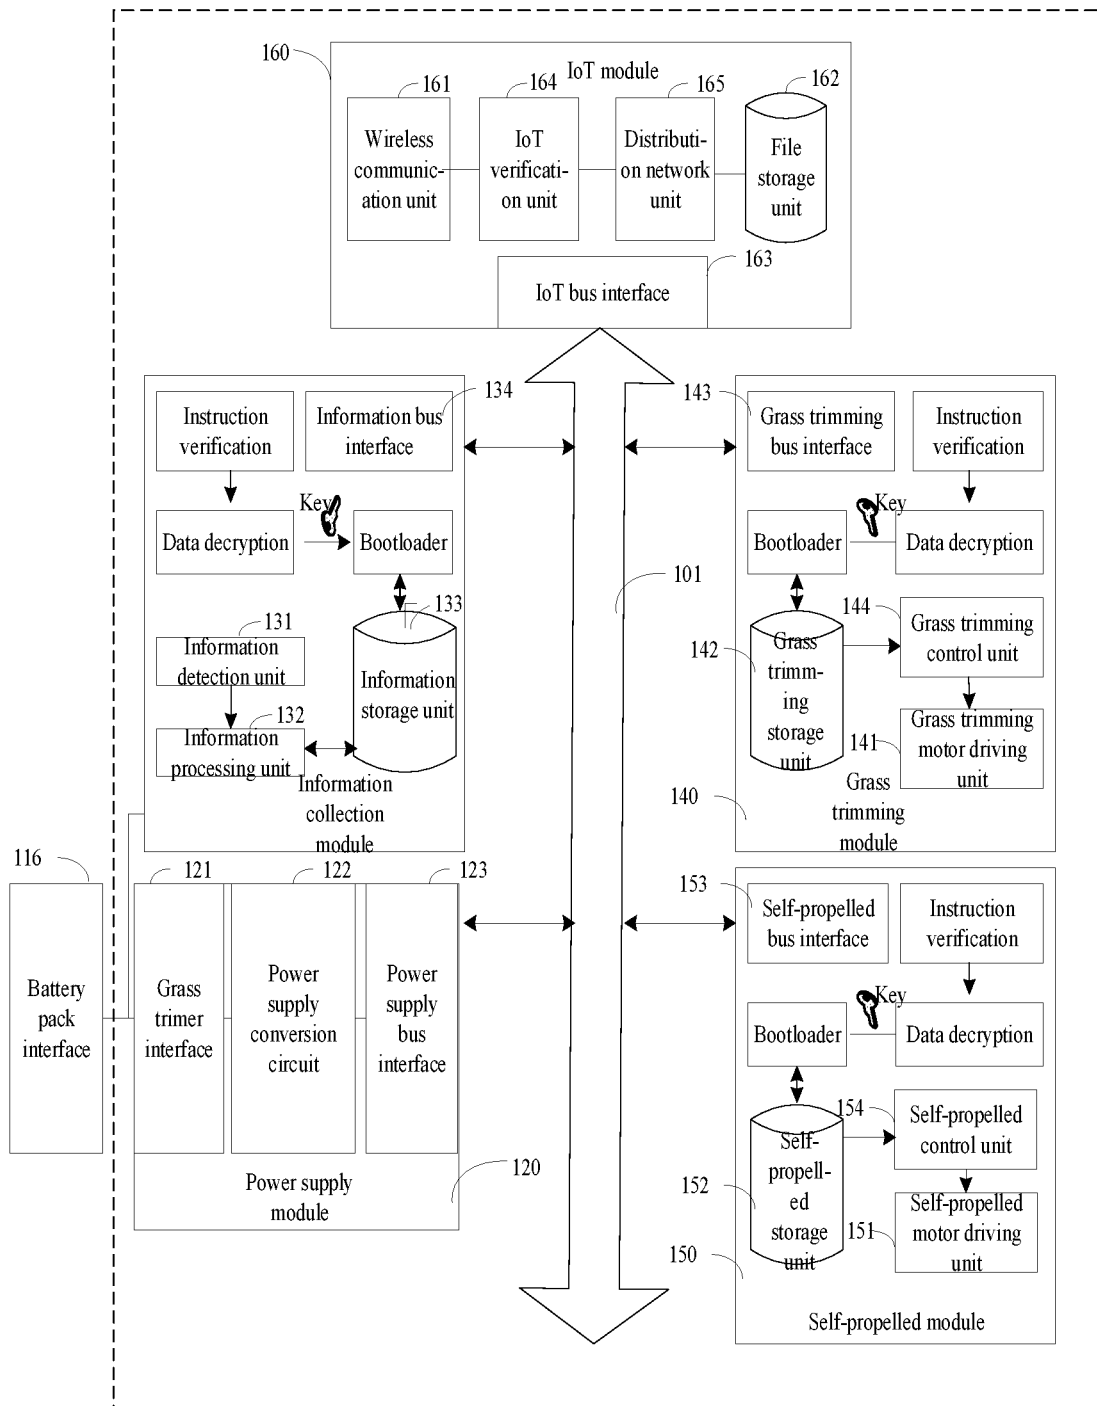 160
IoT module
161
164
165
162
Wireless
communic-
ation unit
IoT
verificati-
on unit
Distributi-
on network
unit
File
storage
unit
163
IoT bus interface
134
Instruction
verification
Information bus
interface
Key
Data decryption
Bootloader
133
131
Information
detection unit
132
Information
processing unit
Information
storage unit
Information
collection
module
101
143
Grass trimming
bus interface
Instruction
verification
Key
Bootloader
Data decryption
144
142
Grass
trimm-
ing
storage
unit
Grass trimming
control unit
141
Grass trimming
motor driving
unit
140
Grass
trimming
module
116
121
122
123
Battery
pack
interface
Grass
trimer
interface
Power
supply
conversion
circuit
Power
supply
bus
interface
120
Power supply
module
153
Self-propelled
bus interface
Instruction
verification
Key
Bootloader
Data decryption
154
152
Self-
propell-
ed
storage
unit
Self-propelled
control unit
151
Self-propelled
motor driving
unit
150
Self-propelled module